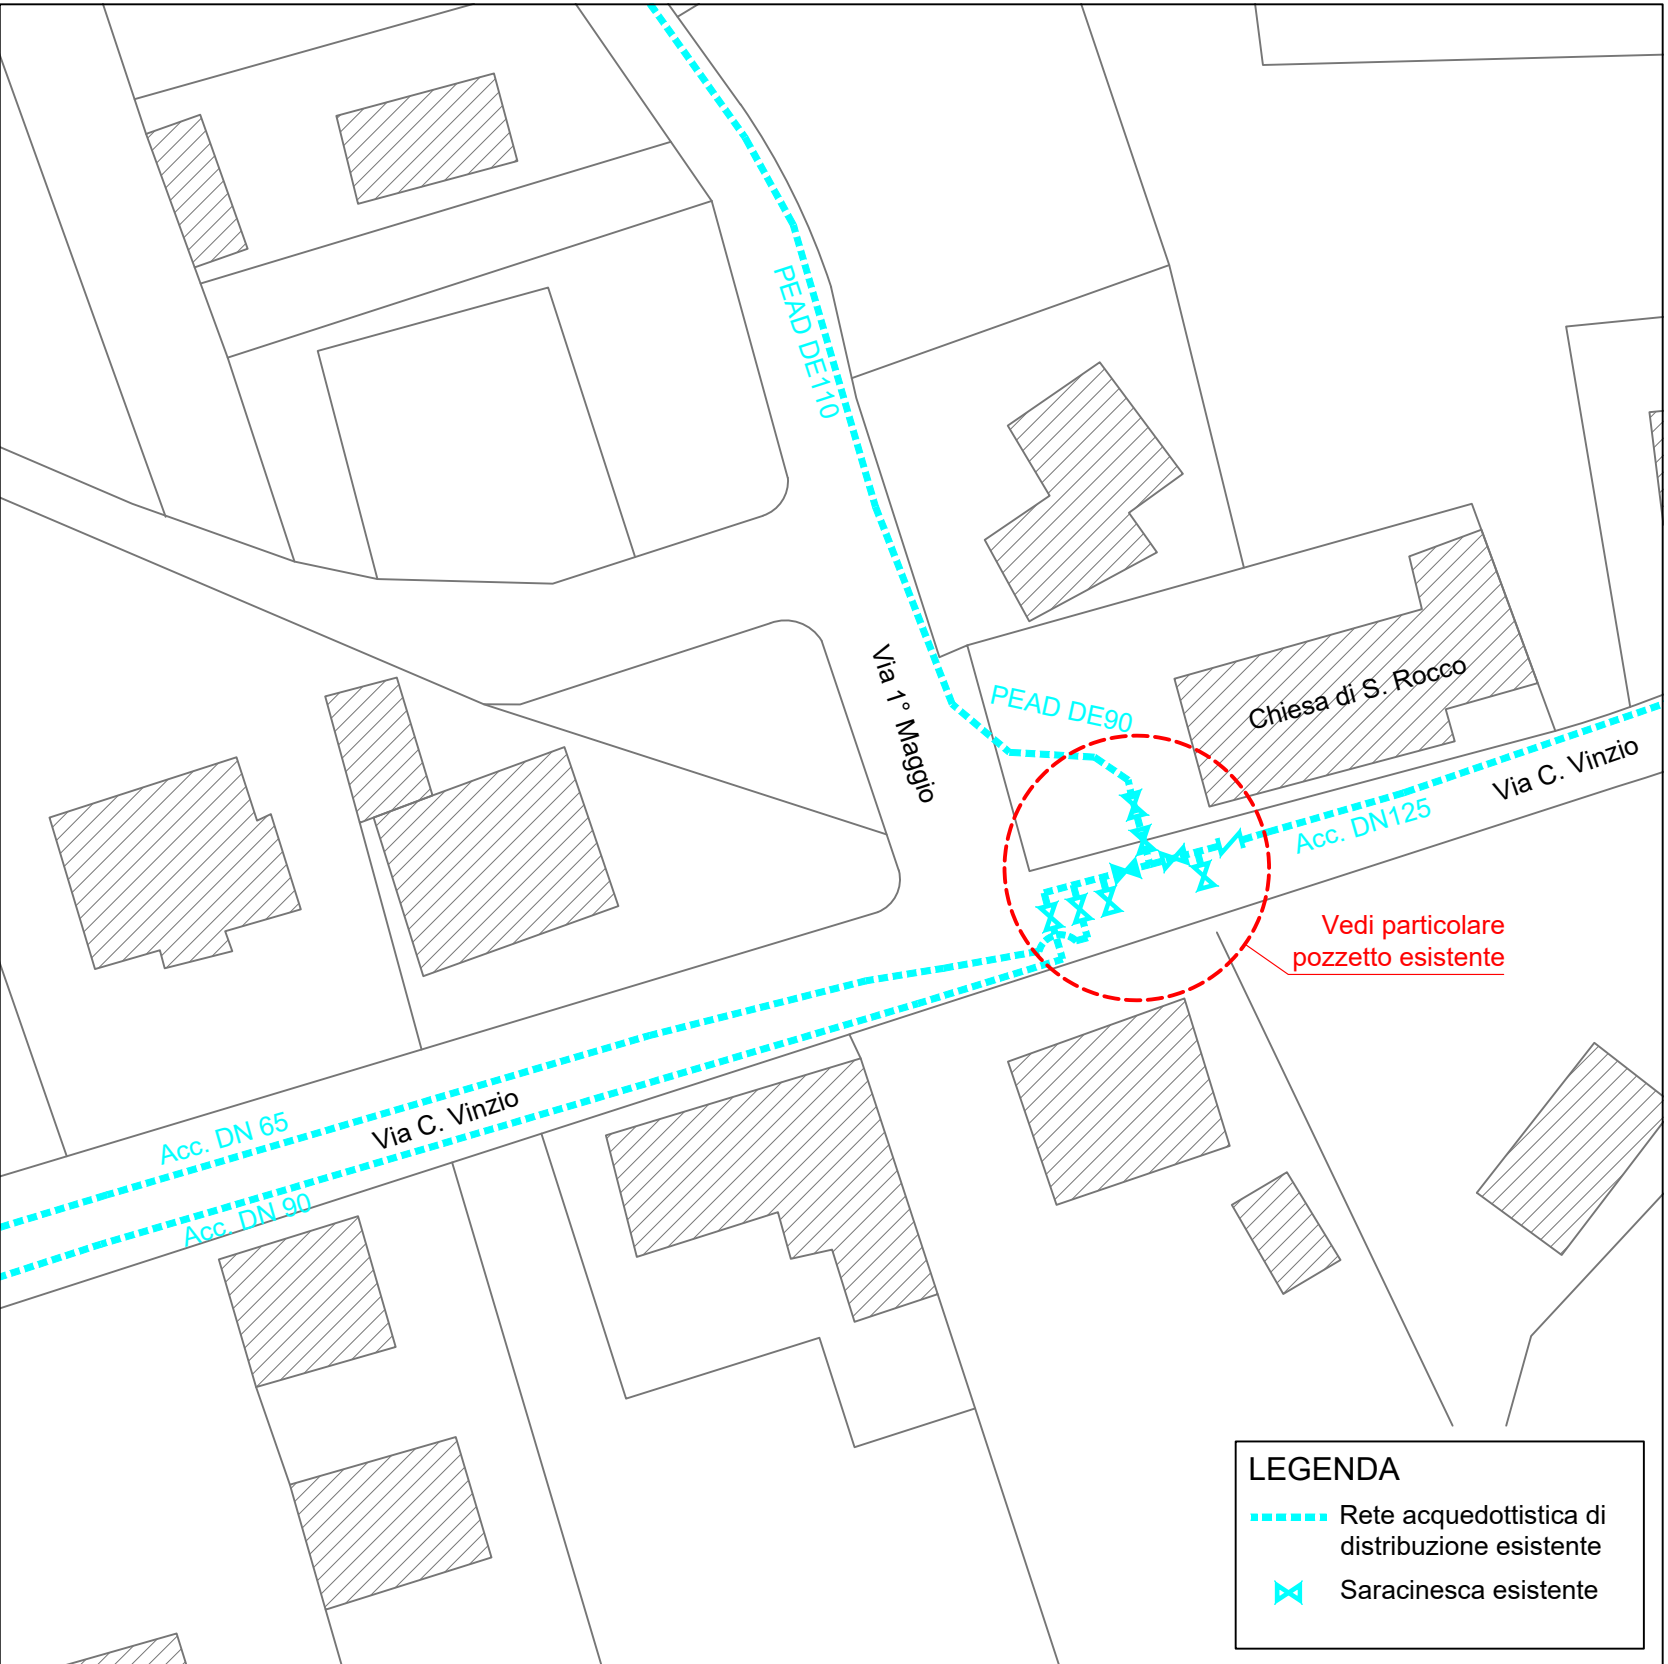 PEAD DE110
Via 1° Maggio
PEAD DE90
Chiesa di S. Rocco
Via C. Vinzio
Acc. DN125
Vedi particolare
pozzetto esistente
Acc. DN 65
Via C. Vinzio
Acc. DN 90
LEGENDA
Rete acquedottistica di
distribuzione esistente
Saracinesca esistente